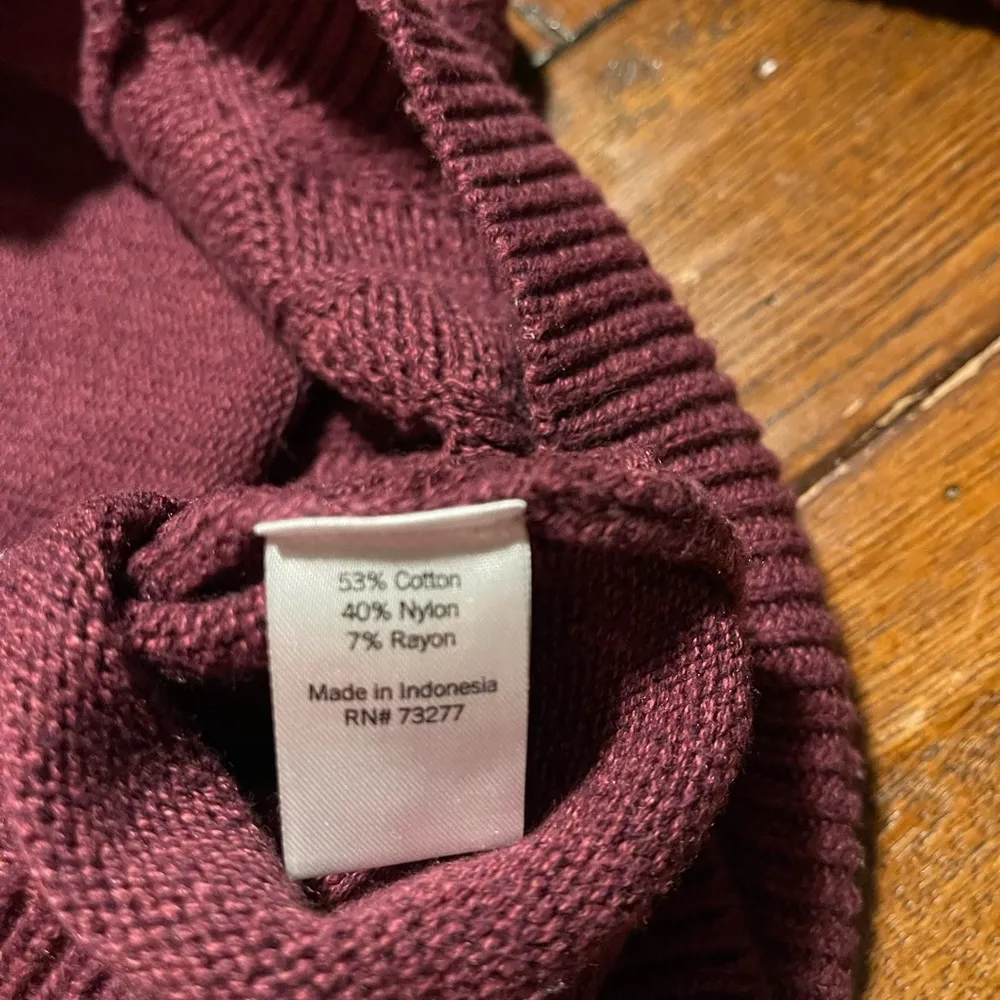 53% Cotton
40% Nylon
7% Rayon
Made in Indonesia
RN# 73277